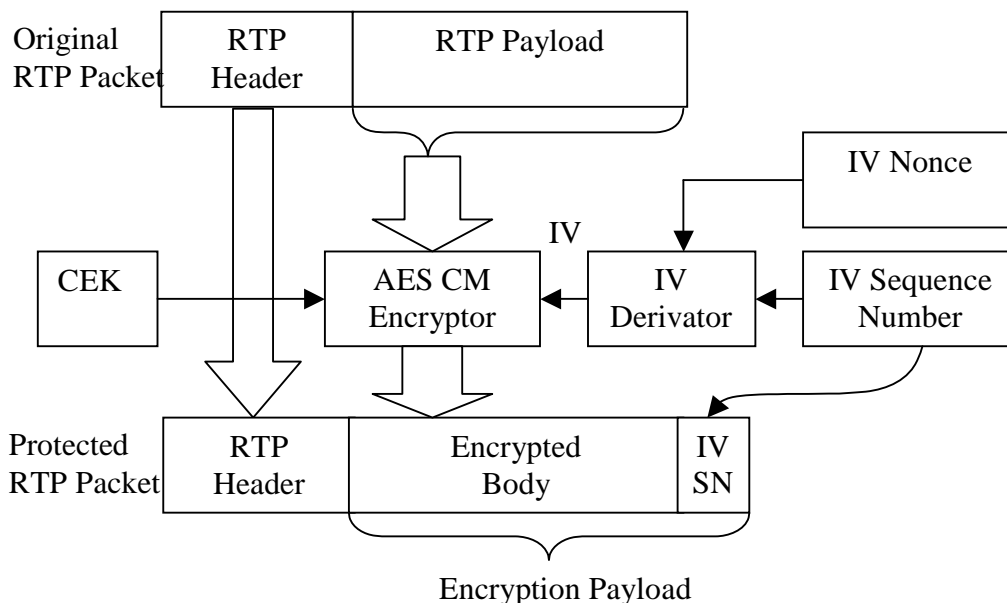 Original
RTP Packet
RTP
Header
RTP Payload
IV Nonce
IV
CEK
AES CM
Encryptor
IV
Derivator
IV Sequence
Number
Protected
RTP Packet
RTP
Header
Encrypted
Body
IV
SN
Encryption Payload